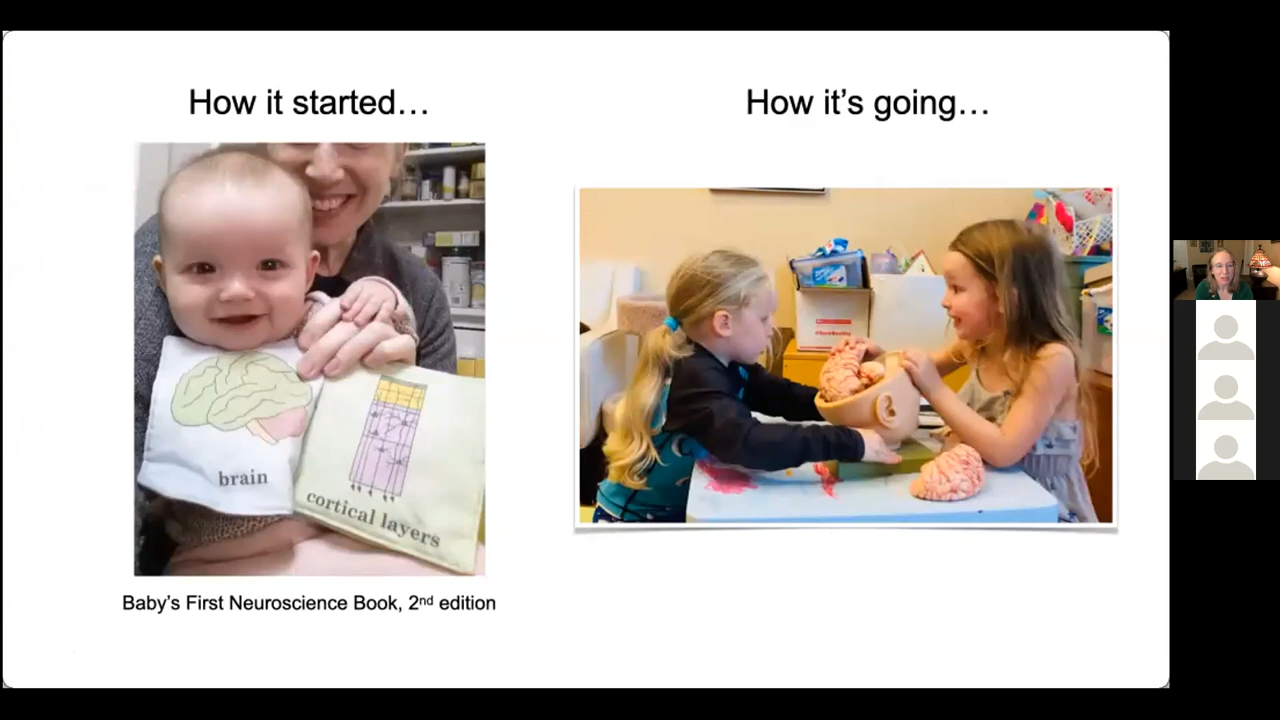 How it started…
How it's going…
brain
cortical layers
Baby's First Neuroscience Book, 2nd edition